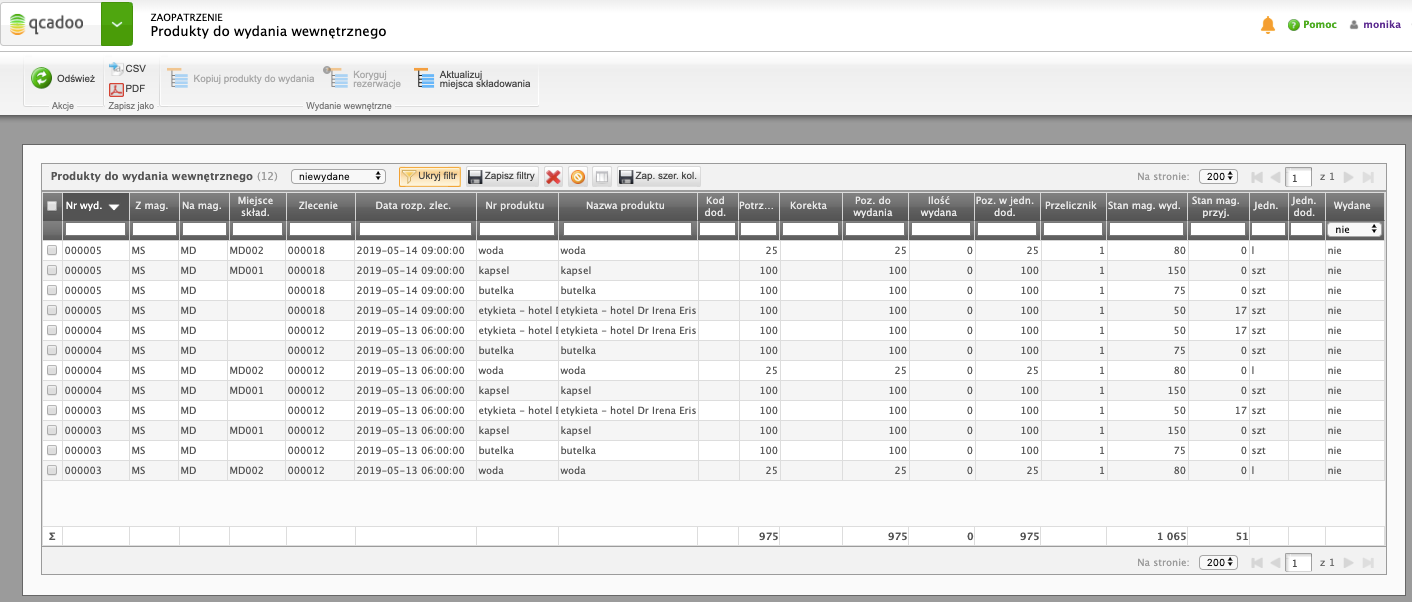 qcadoo
ZAOPATRZENIE
Produkty do wydania wewnętrznego
Pomoc
monika
Odśwież
CSV
PDF
Kopiuj produkty do wydania
Koryguj rezerwacje
Aktualizuj miejsca składowania
Akcje
Zapisz jako
Wydanie wewnętrzne
Produkty do wydania wewnętrznego (12) niewydane Ukryj filtr Zapisz filtry Zap. szer. kol. Na stronie: 200 1 z 1
Nr wyd. Z mag. Na mag. Miejsce skład. Zlecenie Data rozp. zlec. Nr produktu Nazwa produktu Kod dod. Potrz... Korekta Poz. do wydania Ilość wydana Poz. w jedn. dod. Przelicznik Stan mag. wyd. Stan mag. przyj. Jedn. Jedn. dod. Wydane
nie
000005 MS MD MD002 000018 2019-05-14 09:00:00 woda woda 25 25 0 25 1 80 0 l nie
000005 MS MD MD001 000018 2019-05-14 09:00:00 kapsel kapsel 100 100 0 100 1 150 0 szt nie
000005 MS MD 000018 2019-05-14 09:00:00 butelka butelka 100 100 0 100 1 75 0 szt nie
000005 MS MD 000018 2019-05-14 09:00:00 etykieta - hotel etykieta - hotel Dr Irena Eris 100 100 0 100 1 50 17 szt nie
000004 MS MD 000012 2019-05-13 06:00:00 etykieta - hotel etykieta - hotel Dr Irena Eris 100 100 0 100 1 50 17 szt nie
000004 MS MD 000012 2019-05-13 06:00:00 butelka butelka 100 100 0 100 1 75 0 szt nie
000004 MS MD MD002 000012 2019-05-13 06:00:00 woda woda 25 25 0 25 1 80 0 l nie
000004 MS MD MD001 000012 2019-05-13 06:00:00 kapsel kapsel 100 100 0 100 1 150 0 szt nie
000003 MS MD 000012 2019-05-13 06:00:00 etykieta - hotel etykieta - hotel Dr Irena Eris 100 100 0 100 1 50 17 szt nie
000003 MS MD MD001 000012 2019-05-13 06:00:00 kapsel kapsel 100 100 0 100 1 150 0 szt nie
000003 MS MD 000012 2019-05-13 06:00:00 butelka butelka 100 100 0 100 1 75 0 szt nie
000003 MS MD MD002 000012 2019-05-13 06:00:00 woda woda 25 25 0 25 1 80 0 l nie
Σ 975 975 0 975 1 065 51
Na stronie: 200 1 z 1